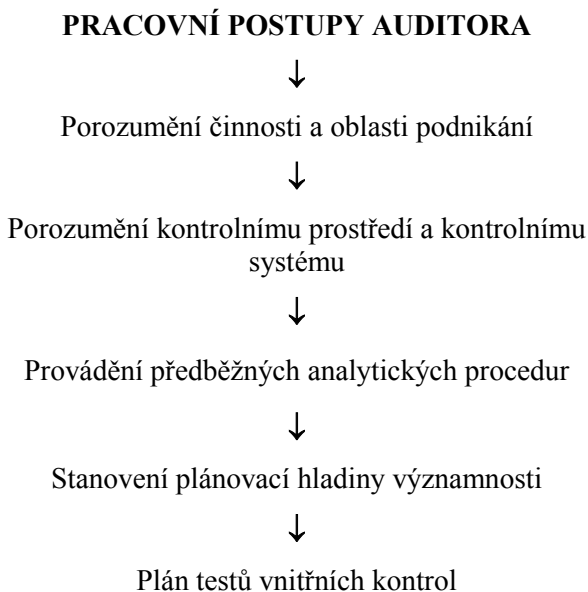 PRACOVNÍ POSTUPY AUDITORA
↓
Porozumění činnosti a oblasti podnikání
↓
Porozumění kontrolnímu prostředí a kontrolnímu
systému
↓
Provádění předběžných analytických procedur
↓
Stanovení plánovací hladiny významnosti
↓
Plán testů vnitřních kontrol